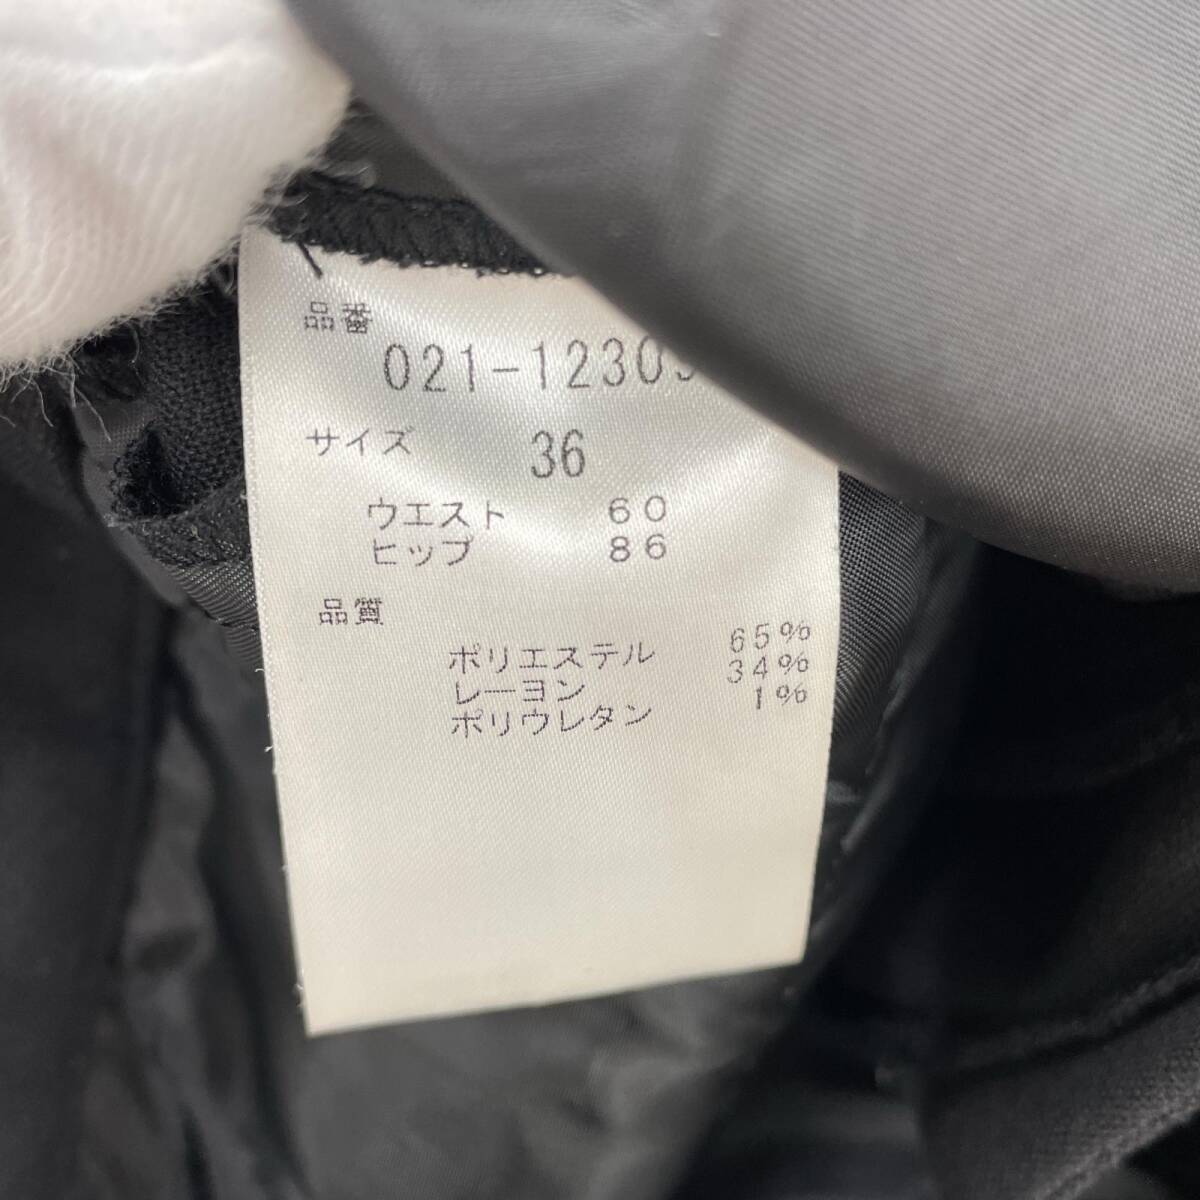 品番
021-12309
サイズ 36
ウエスト 60
ヒップ 86
品質
ポリエステル 65%
レーヨン 34%
ポリウレタン 1%